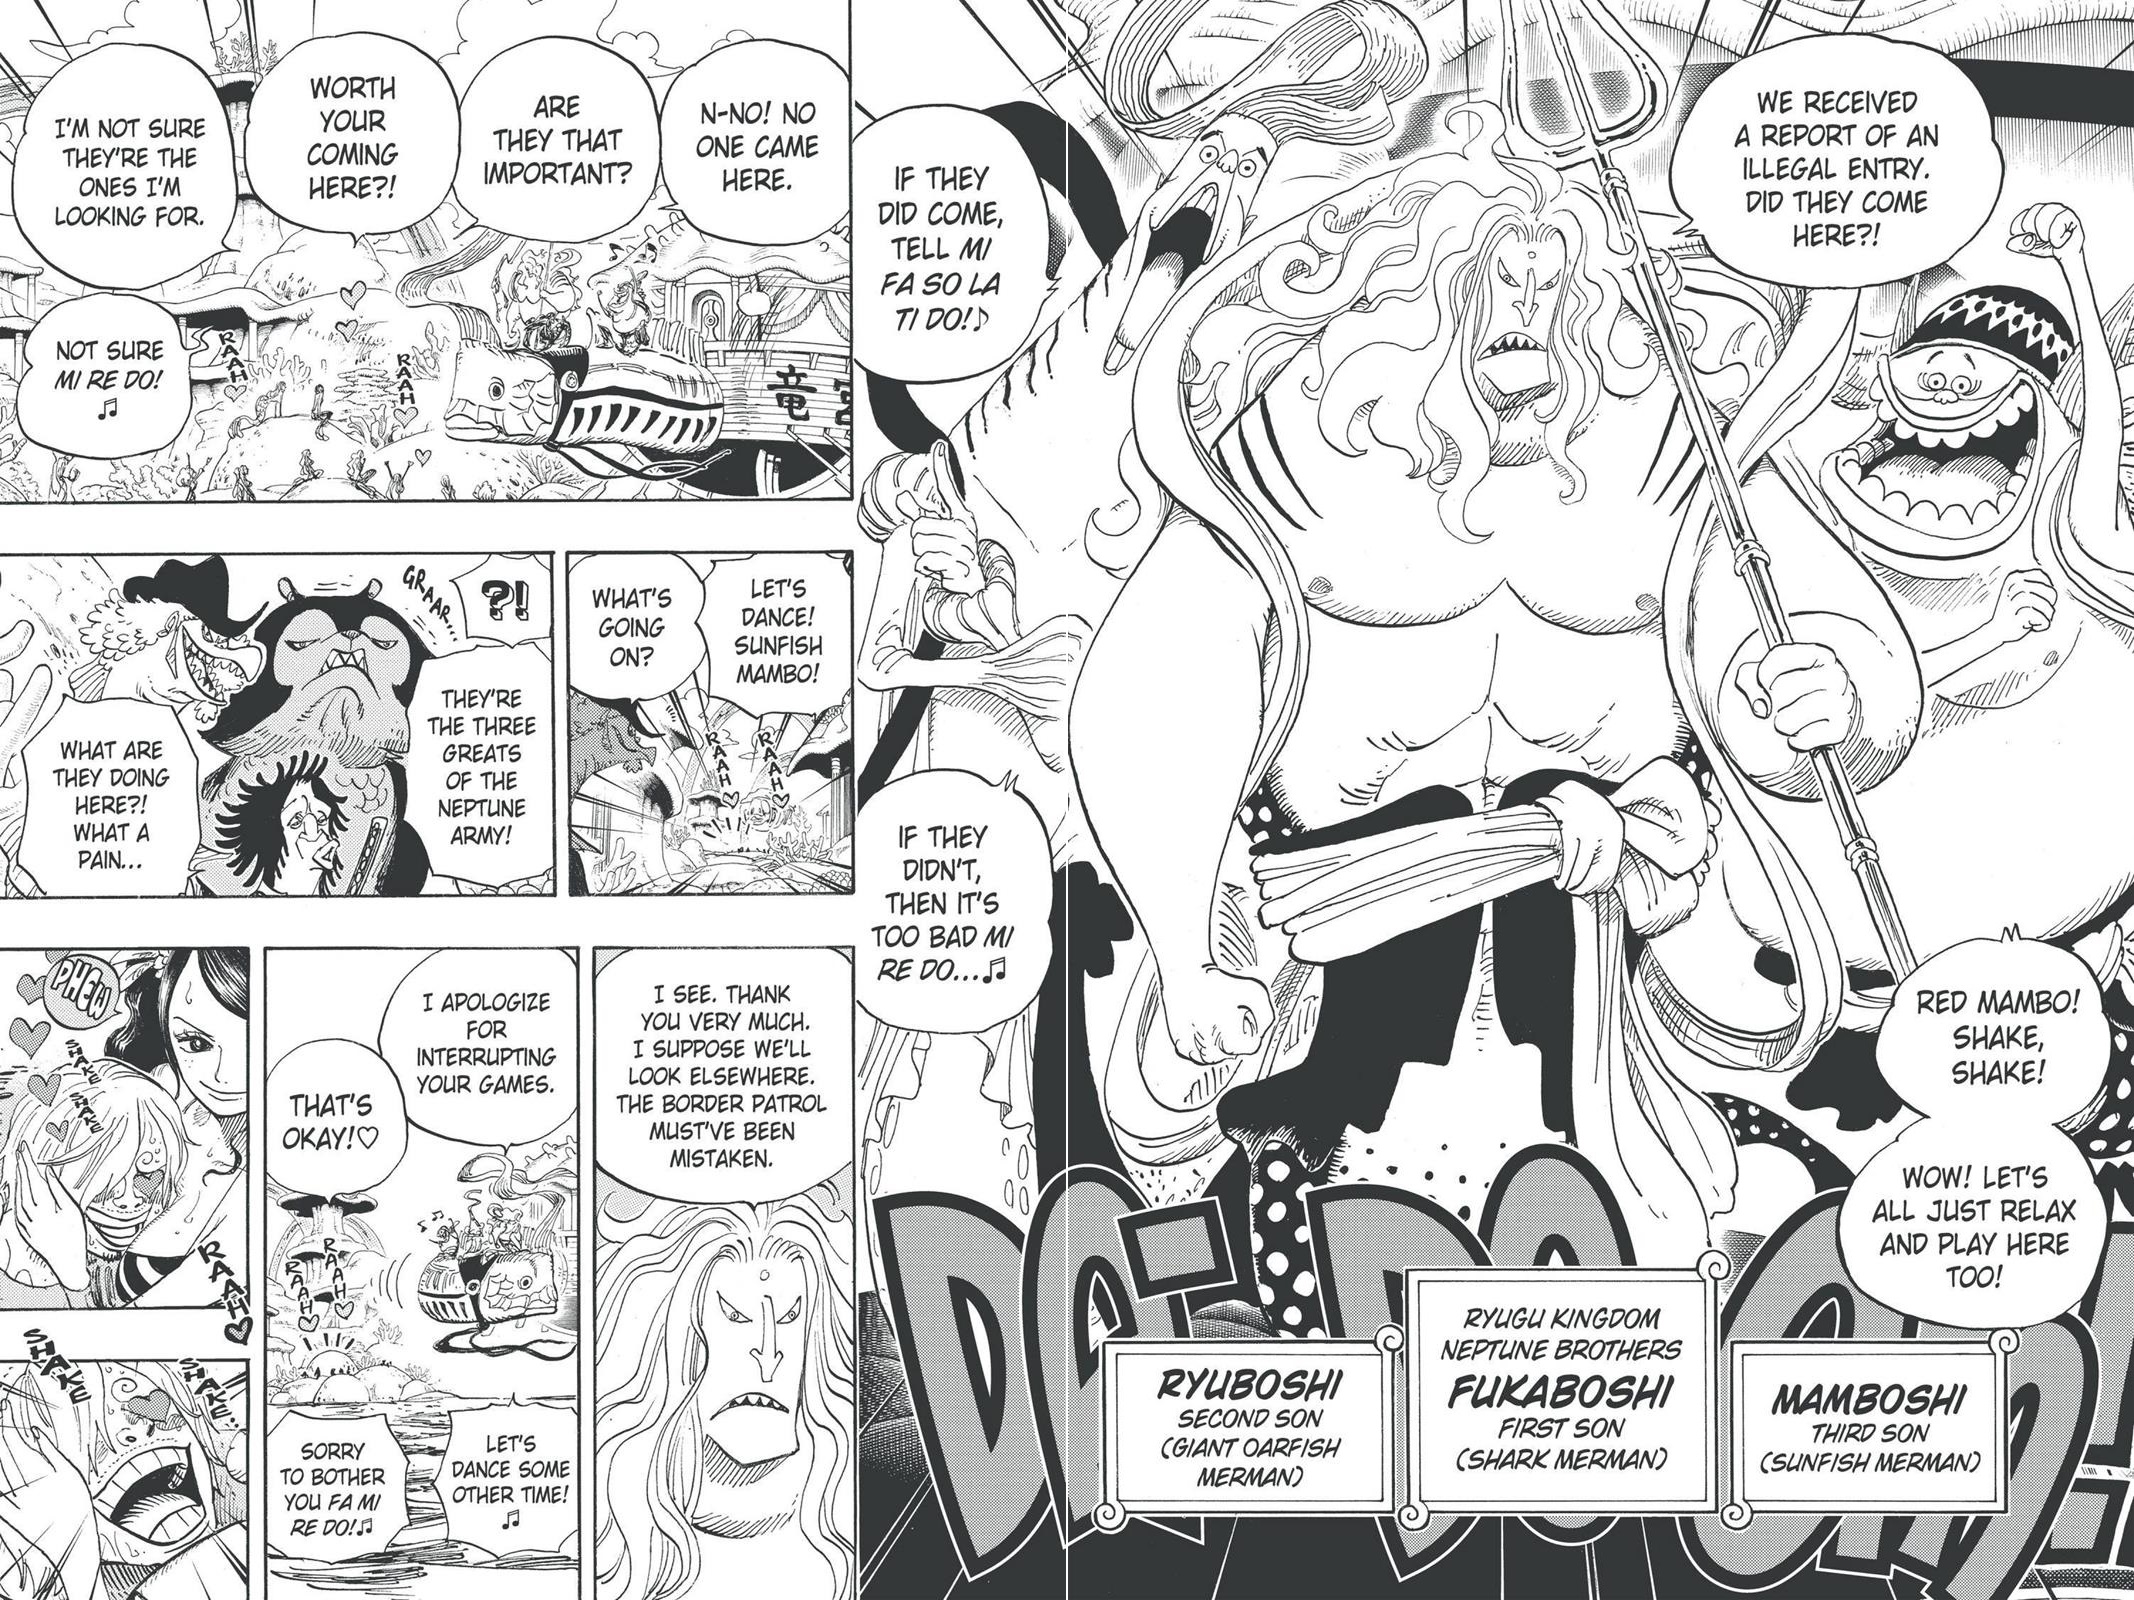 WE RECEIVED
A REPORT OF AN
ILLEGAL ENTRY.
DID THEY COME
HERE?!
IF THEY
DID COME,
TELL MI
FA SO LA
TI DO!♪
IF THEY
DIDN'T,
THEN IT'S
TOO BAD MI
RE DO...♫
RED MAMBO!
SHAKE,
SHAKE!
WOW! LET'S
ALL JUST RELAX
AND PLAY HERE
TOO!
RYUGU KINGDOM
NEPTUNE BROTHERS
FUKABOSHI
FIRST SON
(SHARK MERMAN)
RYUBOSHI
SECOND SON
(GIANT OARFISH
MERMAN)
MAMBOSHI
THIRD SON
(SUNFISH MERMAN)
N-NO! NO
ONE CAME
HERE.
ARE
THEY THAT
IMPORTANT?
WORTH
YOUR
COMING
HERE?!
I'M NOT SURE
THEY'RE THE
ONES I'M
LOOKING FOR.
NOT SURE
MI RE DO!
♫
RAAH♡
RAAH♡
竜
LET'S
DANCE!
SUNFISH
MAMBO!
WHAT'S
GOING
ON?
RAAH♡
RAAH♡
?!
GRAAR...
THEY'RE
THE THREE
GREATS
OF THE
NEPTUNE
ARMY!
WHAT ARE
THEY DOING
HERE?!
WHAT A
PAIN...
I SEE. THANK
YOU VERY MUCH.
I SUPPOSE WE'LL
LOOK ELSEWHERE.
THE BORDER PATROL
MUST'VE BEEN
MISTAKEN.
I APOLOGIZE
FOR
INTERRUPTING
YOUR GAMES.
THAT'S
OKAY!♡
RAAH♡
RAAH♡
LET'S
DANCE SOME
OTHER TIME!
♫
SORRY
TO BOTHER
YOU FA MI
RE DO!♫
PHEW
SHAKE
SHAKE
SHAKE
RAAH♡
SHAKE
SHAKE..